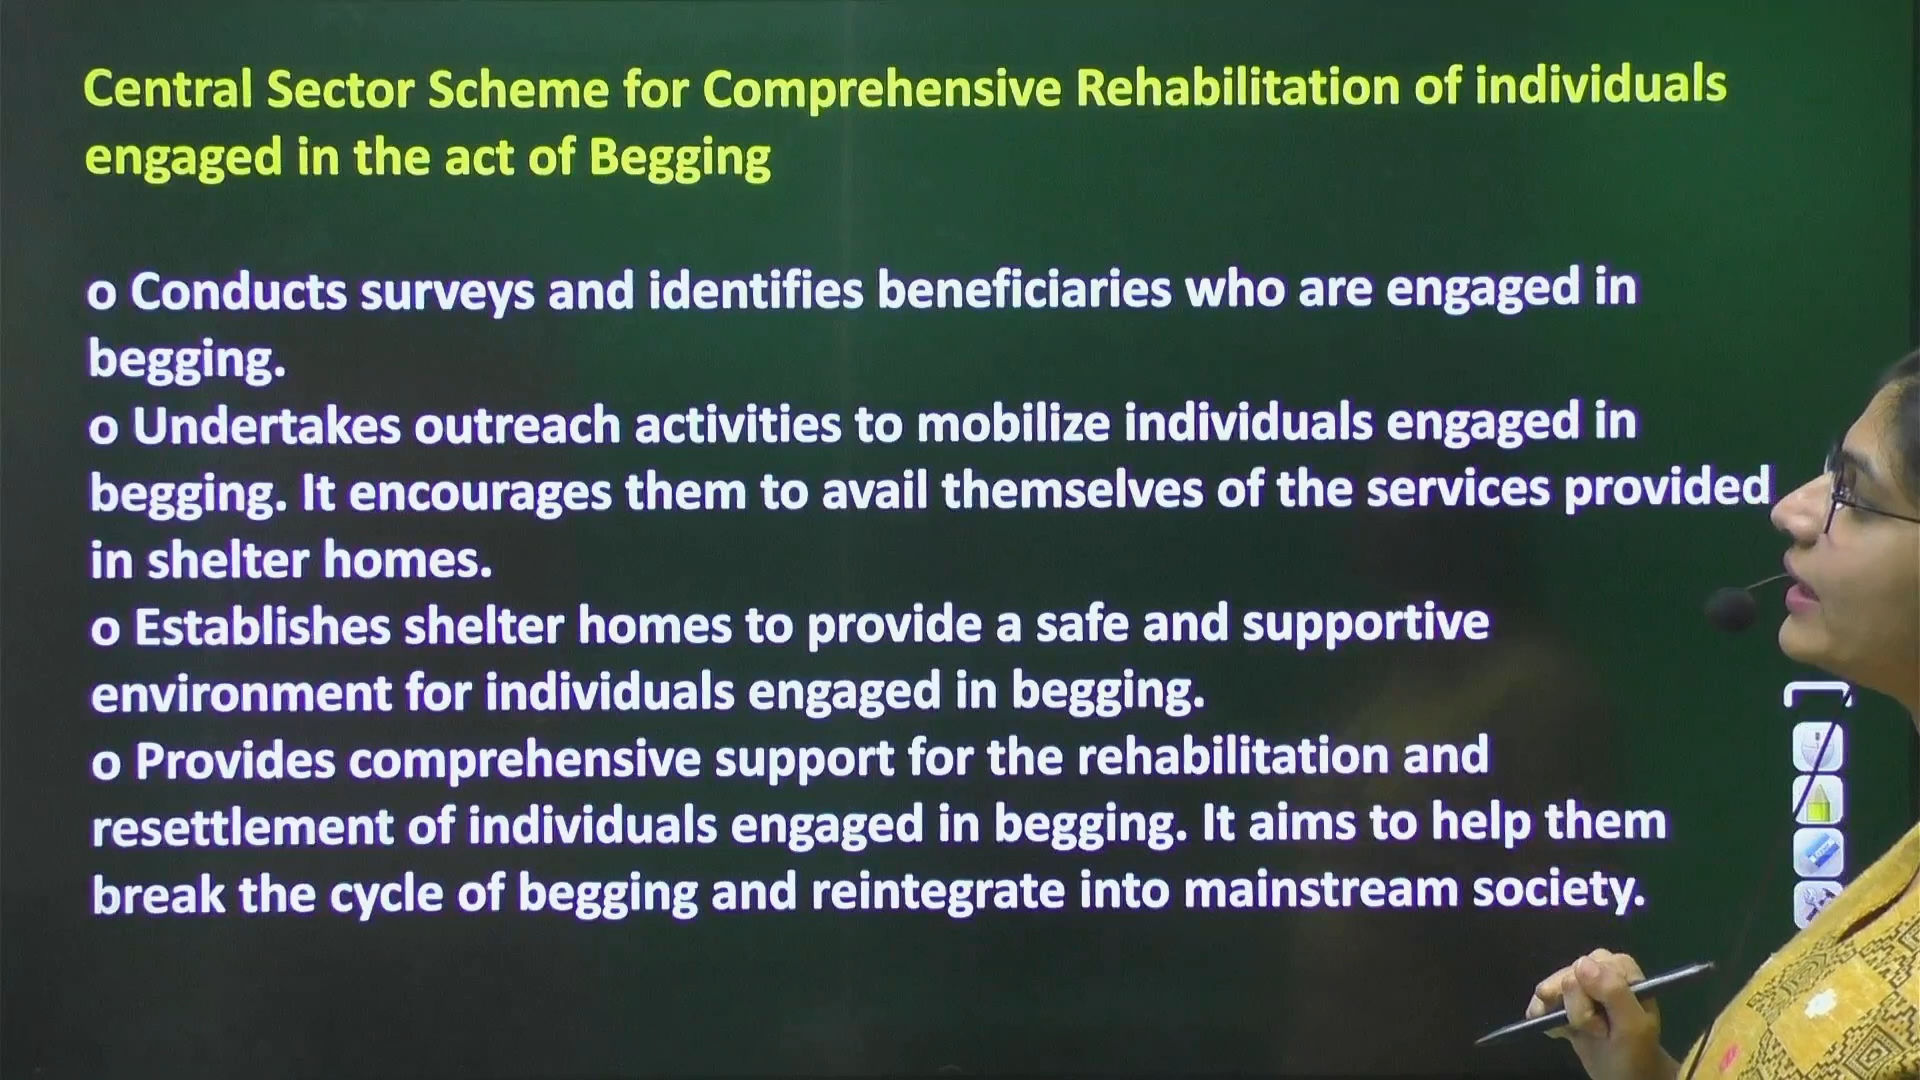 Central Sector Scheme for Comprehensive Rehabilitation of individuals
engaged in the act of Begging
o Conducts surveys and identifies beneficiaries who are engaged in
begging.
o Undertakes outreach activities to mobilize individuals engaged in
begging. It encourages them to avail themselves of the services provided
in shelter homes.
o Establishes shelter homes to provide a safe and supportive
environment for individuals engaged in begging.
o Provides comprehensive support for the rehabilitation and
resettlement of individuals engaged in begging. It aims to help them
break the cycle of begging and reintegrate into mainstream society.